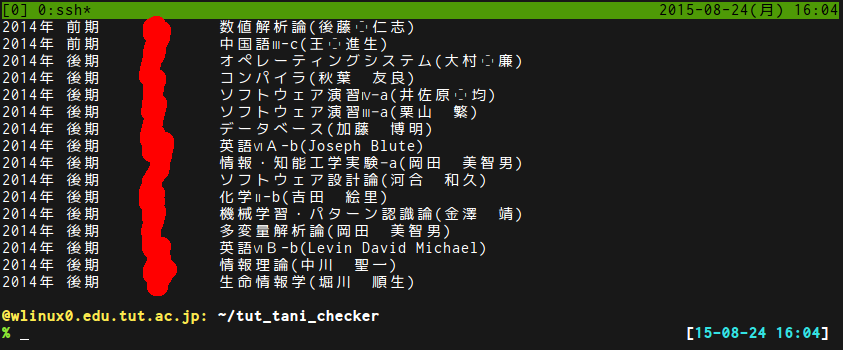 [0] 0:ssh* 2015-08-24(月) 16:04
2014年 前期 数値解析論(後藤◌仁志)
2014年 前期 中国語Ⅲ-c(王◌進生)
2014年 後期 オペレーティングシステム(大村◌廉)
2014年 後期 コンパイラ(秋葉　友良)
2014年 後期 ソフトウェア演習Ⅳ-a(井佐原◌均)
2014年 後期 ソフトウェア演習Ⅲ-a(栗山　繁)
2014年 後期 データベース(加藤　博明)
2014年 後期 英語ⅥＡ-b(Joseph Blute)
2014年 後期 情報・知能工学実験-a(岡田　美智男)
2014年 後期 ソフトウェア設計論(河合　和久)
2014年 後期 化学Ⅱ-b(吉田　絵里)
2014年 後期 機械学習・パターン認識論(金澤　靖)
2014年 後期 多変量解析論(岡田　美智男)
2014年 後期 英語ⅥＢ-b(Levin David Michael)
2014年 後期 情報理論(中川　聖一)
2014年 後期 生命情報学(堀川　順生)
@wlinux0.edu.tut.ac.jp: ~/tut_tani_checker
% _ [15-08-24 16:04]